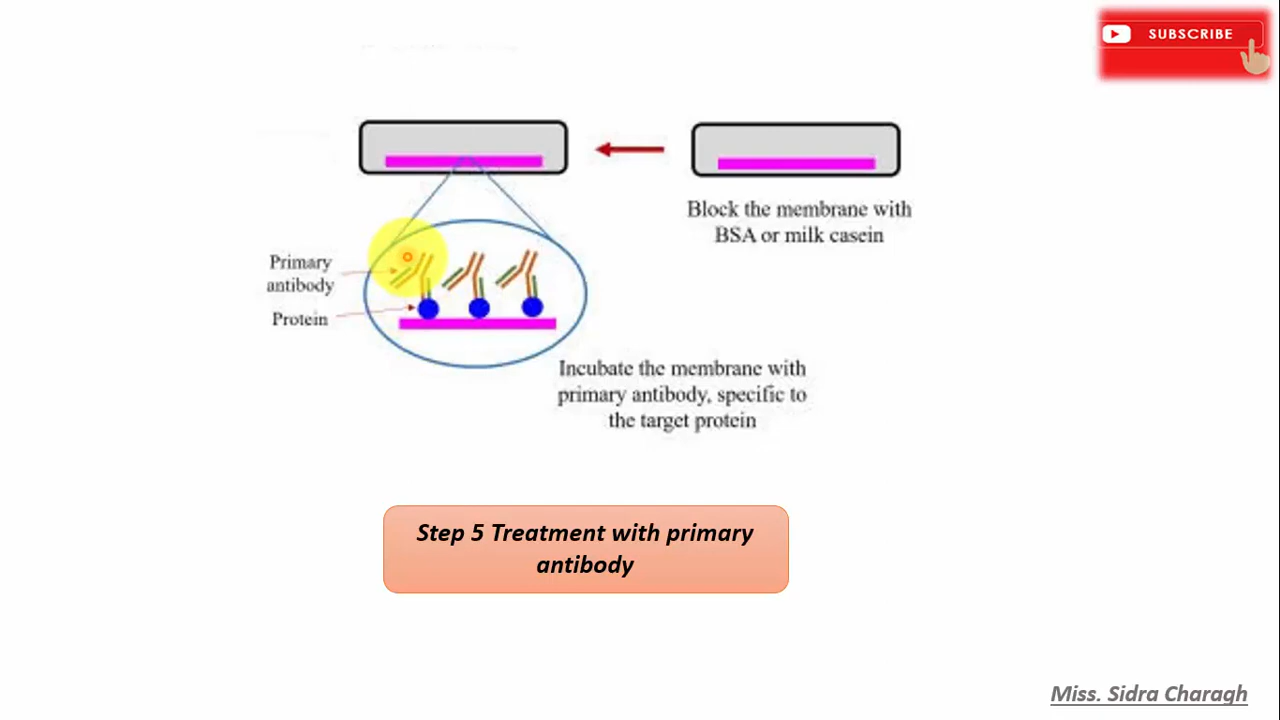 SUBSCRIBE
Block the membrane with
BSA or milk casein
Primary
antibody
Protein
Incubate the membrane with
primary antibody, specific to
the target protein
Step 5 Treatment with primary
antibody
Miss. Sidra Charagh